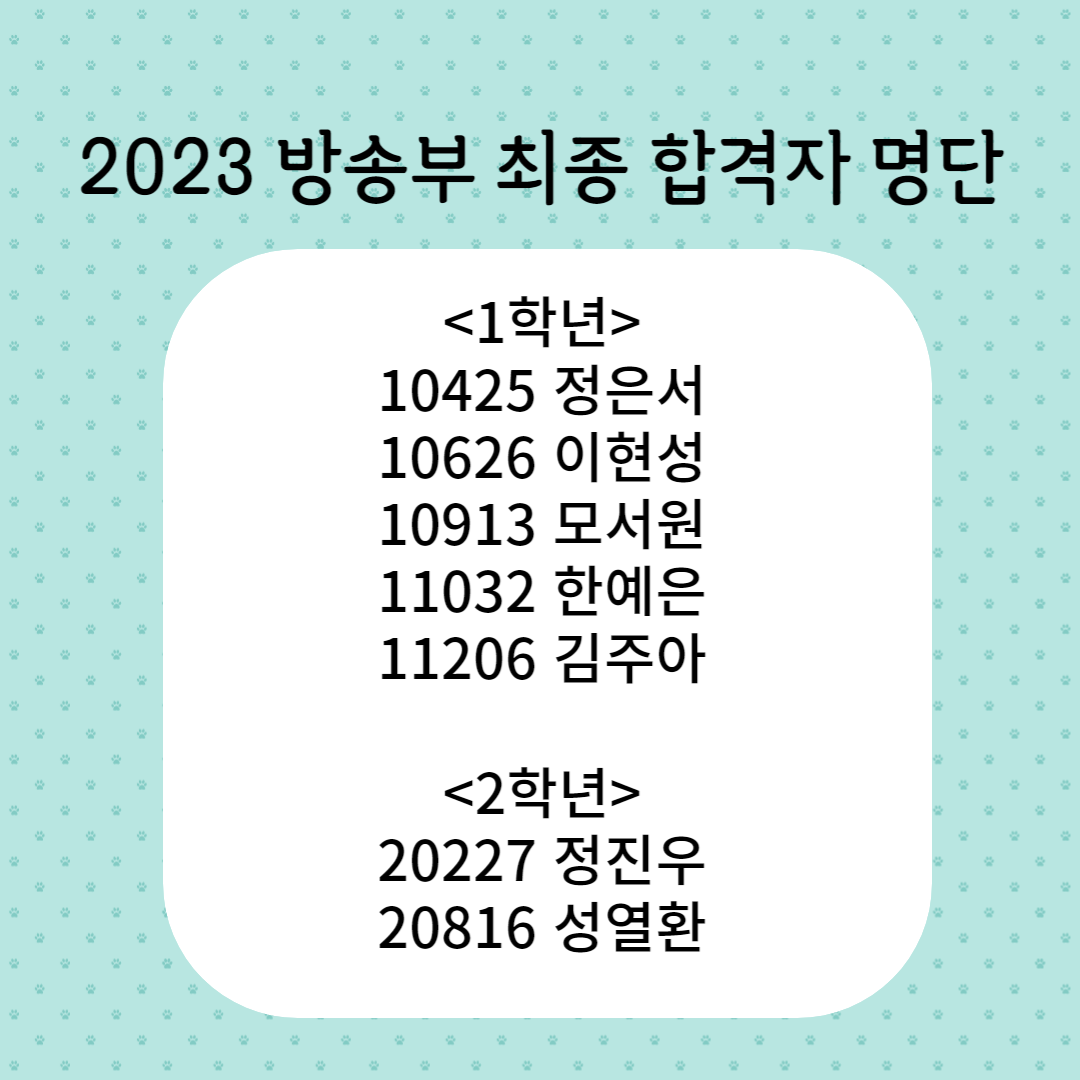 2023 방송부 최종 합격자 명단
<1학년>
10425 정은서
10626 이현성
10913 모서원
11032 한예은
11206 김주아
<2학년>
20227 정진우
20816 성열환